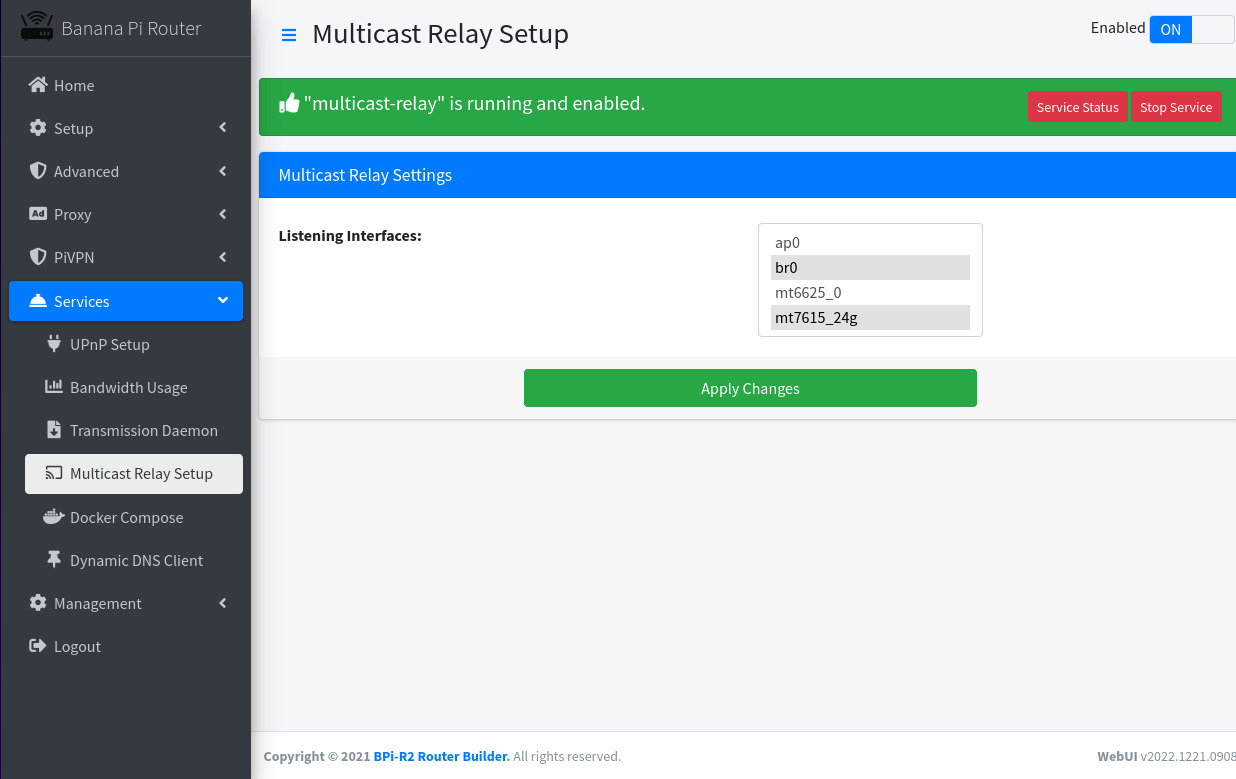 Banana Pi Router
Multicast Relay Setup
Enabled ON
Home
Setup
Advanced
Ad Proxy
PiVPN
Services
UPnP Setup
Bandwidth Usage
Transmission Daemon
Multicast Relay Setup
Docker Compose
Dynamic DNS Client
Management
Logout
"multicast-relay" is running and enabled.
Service Status Stop Service
Multicast Relay Settings
Listening Interfaces:
ap0
br0
mt6625_0
mt7615_24g
Apply Changes
Copyright © 2021 BPi-R2 Router Builder. All rights reserved.
WebUI v2022.1221.0908